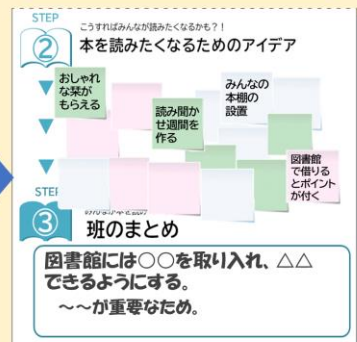 STEP
こうすればみんなが読みたくなるかも？！
2
本を読みたくなるためのアイデア
おしゃれ
な栞が
もらえる
読み聞か
せ週間を
作る
みんなの
本棚の
設置
図書館
で借りる
とポイント
が付く
STEP
3
班のまとめ
図書館には○○を取り入れ、△△
できるようにする。
～～が重要なため。